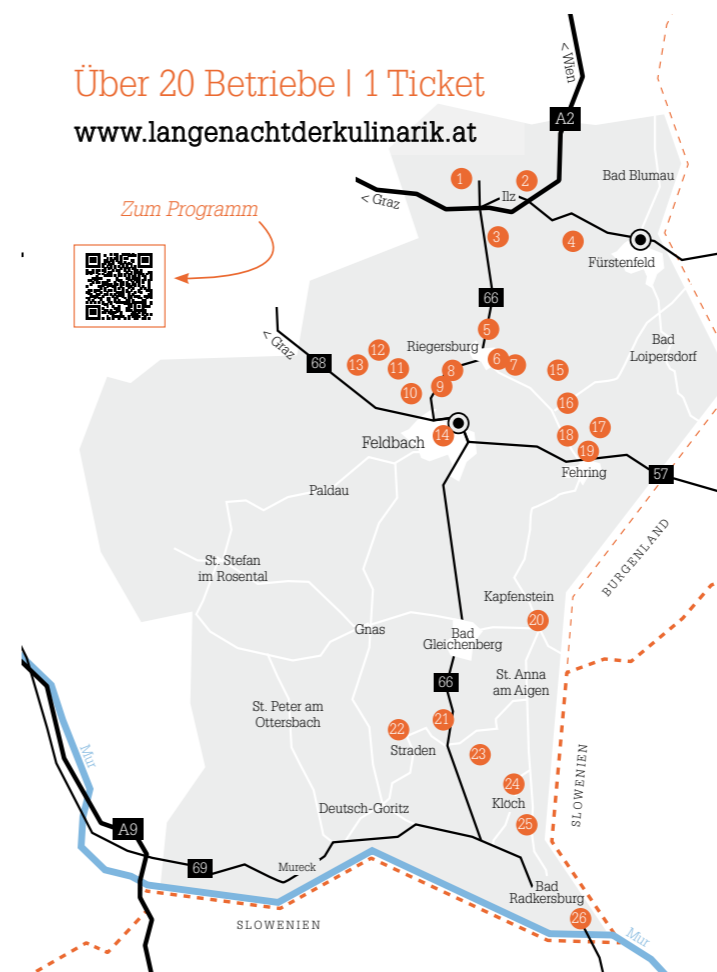 Über 20 Betriebe | 1 Ticket
www.langenachtderkulinarik.at
< Wien
A2
Zum Programm
1
2
Ilz
Bad Blumau
< Graz
3
4
Fürstenfeld
66
5
Riegersburg
Bad
Loipersdorf
< Graz
68
12
13
11
8
6
7
15
10
9
16
14
Feldbach
17
18
19
Fehring
57
Paldau
BURGENLAND
St. Stefan
im Rosental
Kapfenstein
20
Gnas
Bad
Gleichenberg
St. Anna
am Aigen
66
St. Peter am
Ottersbach
21
22
Straden
23
Mur
24
Klöch
SLOWENIEN
Deutsch-Goritz
25
A9
69
Mureck
Bad
Radkersburg
26
SLOWENIEN
Mur